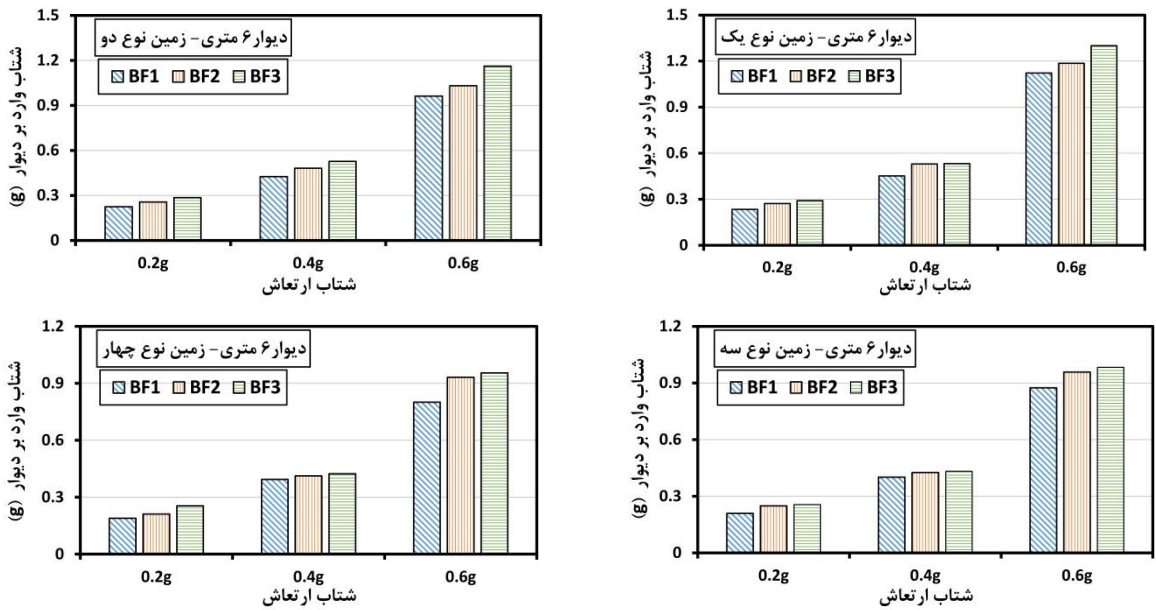 دیوار ۶ متری- زمین نوع یک
BF1 BF2 BF3
شتاب وارد بر دیوار (g)
1.5
1.2
0.9
0.6
0.3
0
0.2g 0.4g 0.6g
شتاب ارتعاش
دیوار ۶ متری- زمین نوع دو
BF1 BF2 BF3
شتاب وارد بر دیوار (g)
1.5
1.2
0.9
0.6
0.3
0
0.2g 0.4g 0.6g
شتاب ارتعاش
دیوار ۶ متری- زمین نوع سه
BF1 BF2 BF3
شتاب وارد بر دیوار (g)
1.2
0.9
0.6
0.3
0
0.2g 0.4g 0.6g
شتاب ارتعاش
دیوار ۶ متری- زمین نوع چهار
BF1 BF2 BF3
شتاب وارد بر دیوار (g)
1.2
0.9
0.6
0.3
0
0.2g 0.4g 0.6g
شتاب ارتعاش